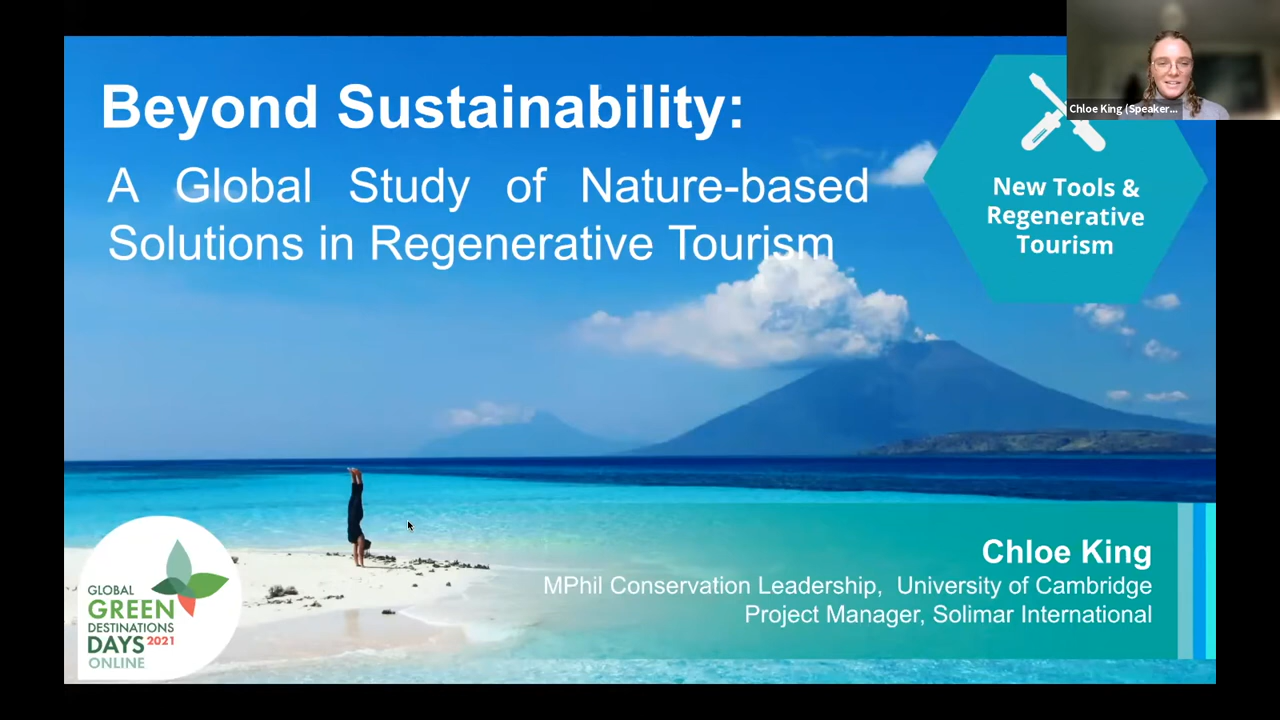 Beyond Sustainability:
A Global Study of Nature-based
Solutions in Regenerative Tourism
Chloe King (Speaker...
New Tools &
Regenerative
Tourism
Chloe King
MPhil Conservation Leadership, University of Cambridge
Project Manager, Solimar International
GLOBAL
GREEN
DESTINATIONS
DAYS 2021
ONLINE